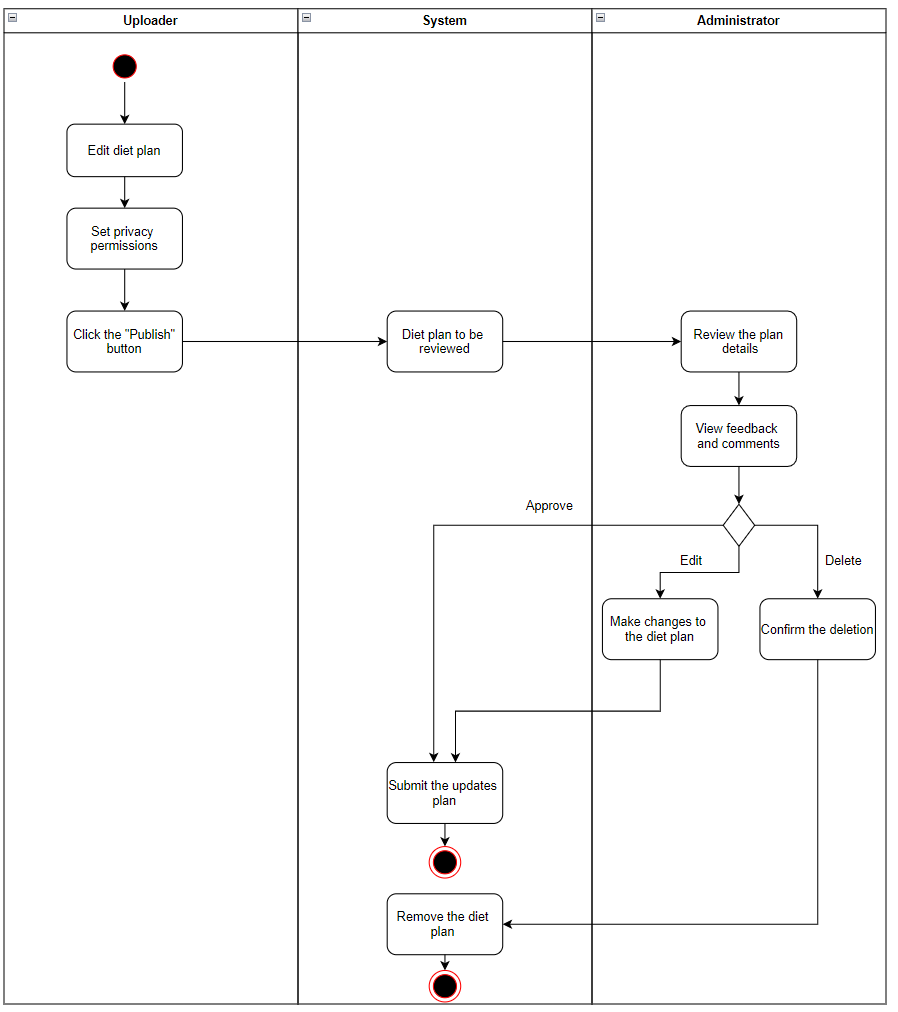 Uploader
System
Administrator
Edit diet plan
Set privacy
permissions
Click the "Publish"
button
Diet plan to be
reviewed
Review the plan
details
View feedback
and comments
Approve
Edit
Delete
Make changes to
the diet plan
Confirm the deletion
Submit the updates
plan
Remove the diet
plan